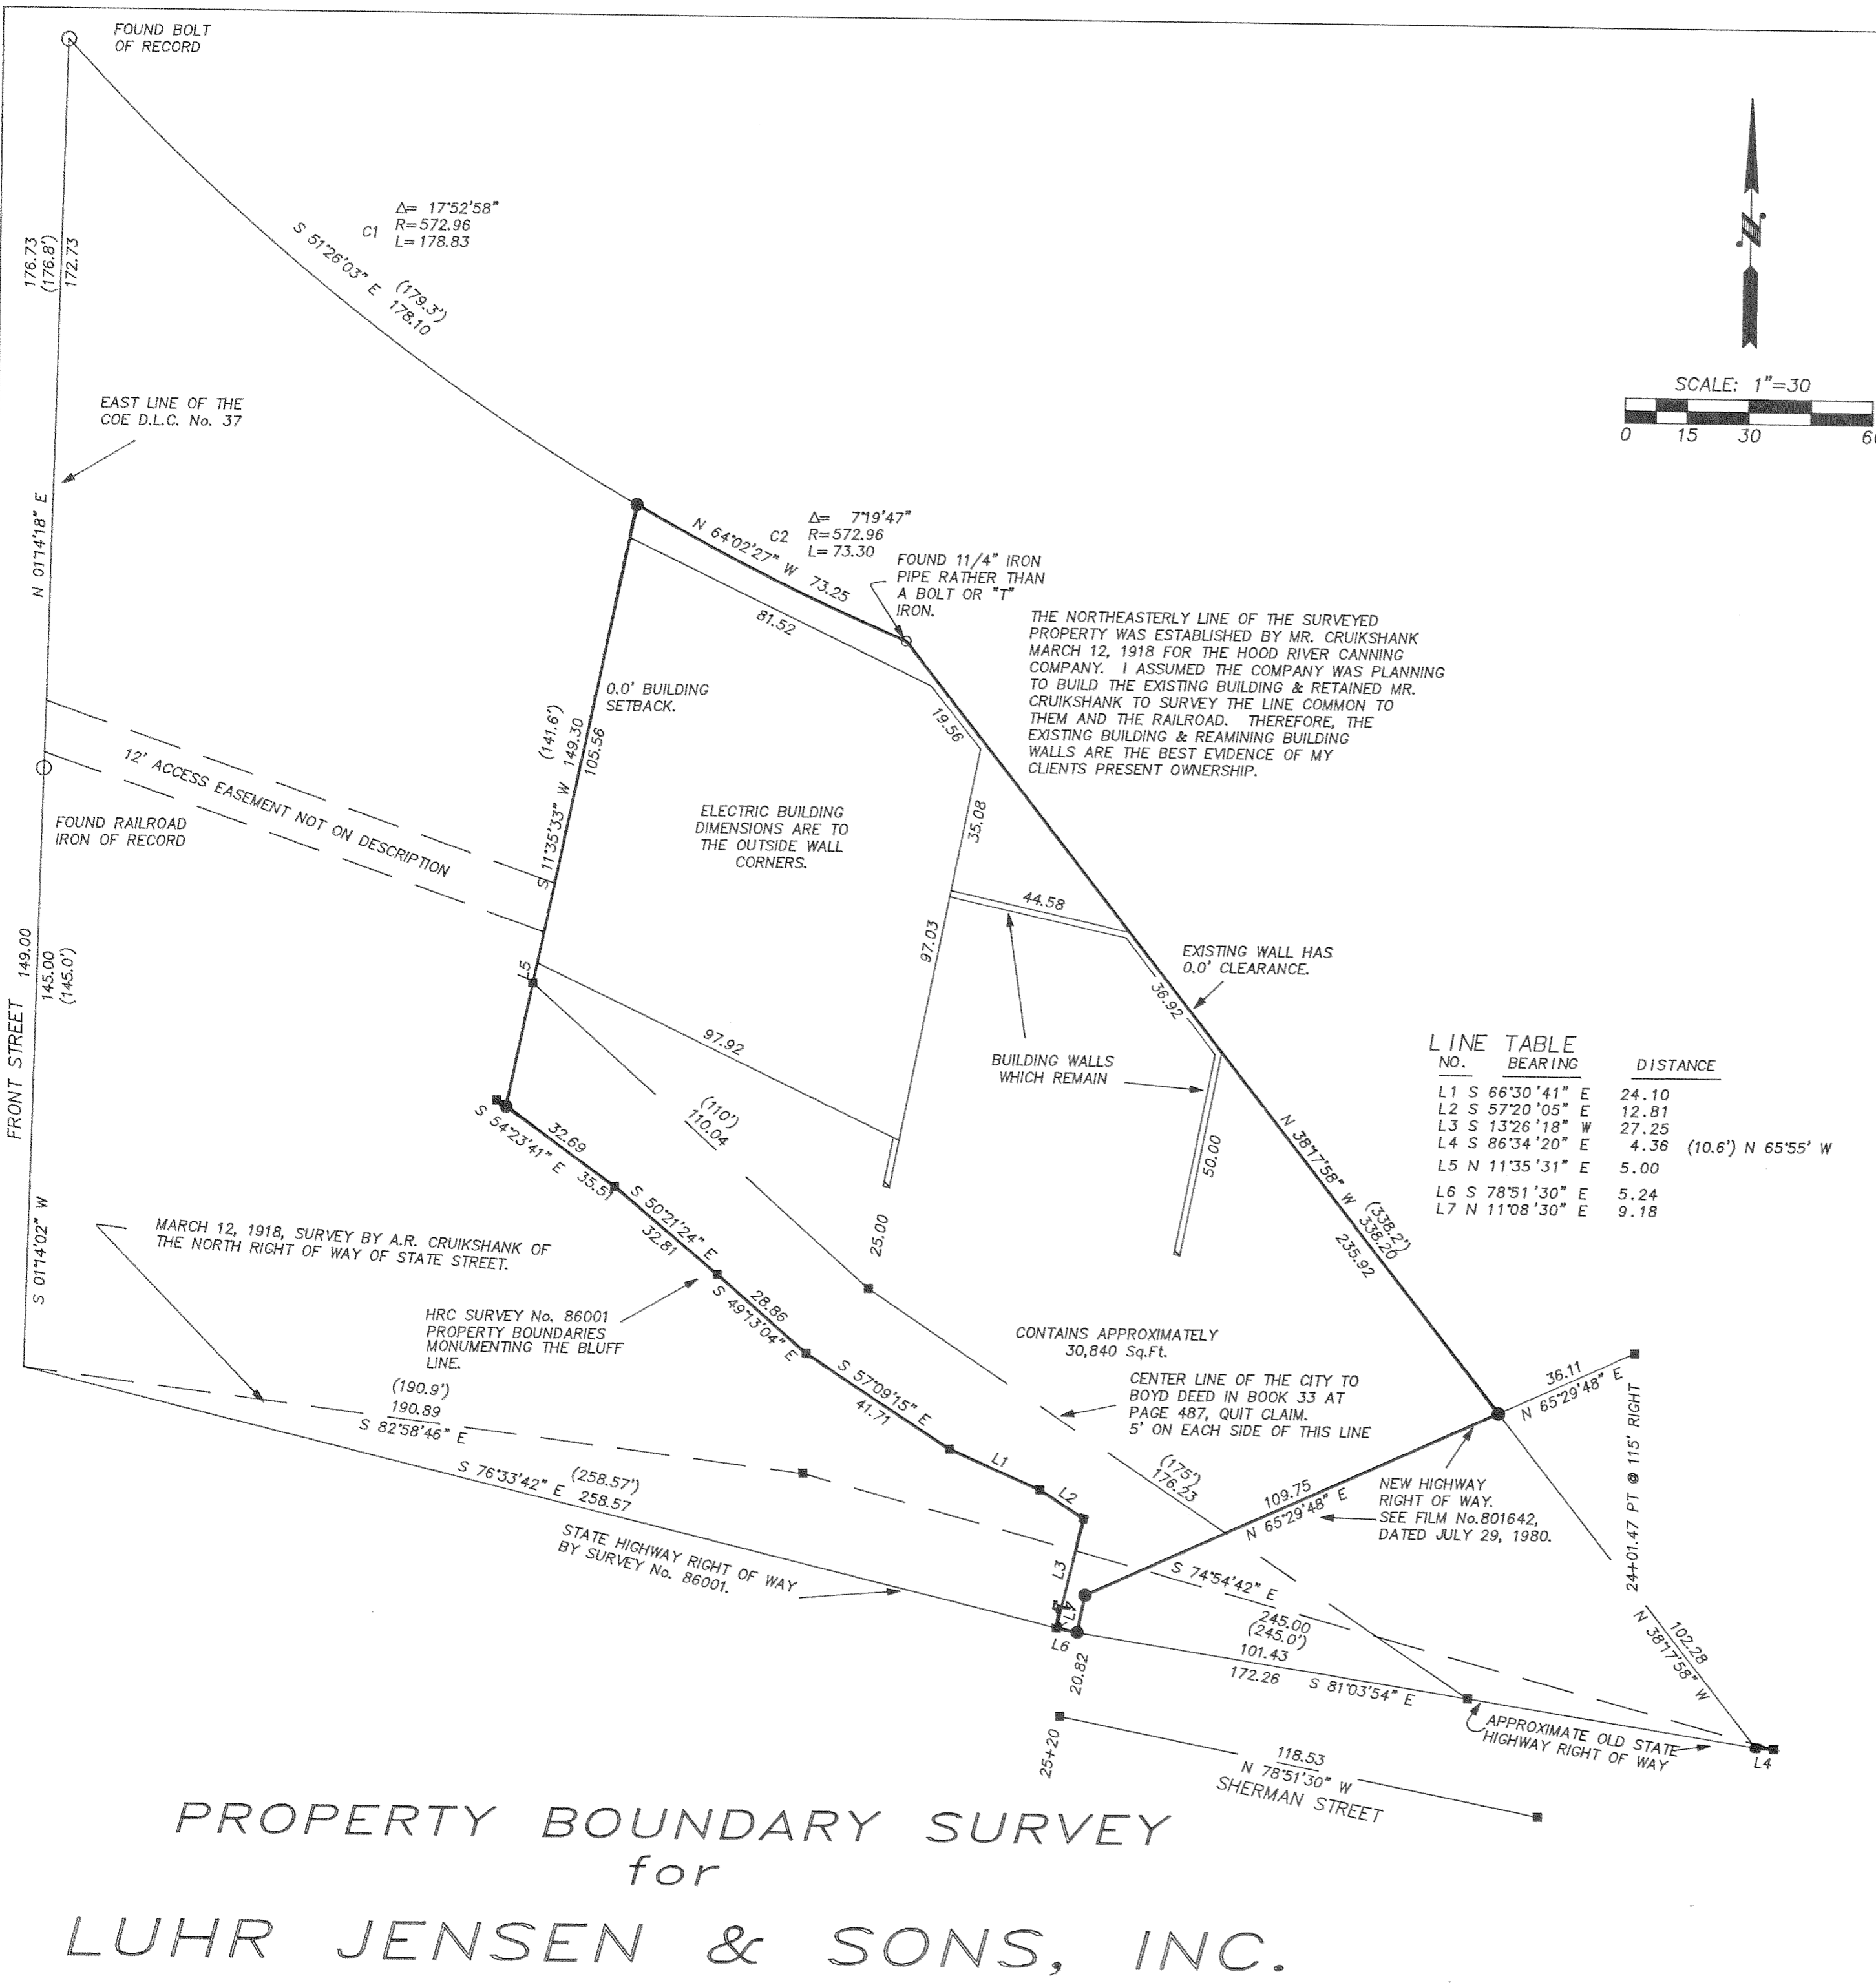 FOUND BOLT
OF RECORD
176.73
(176.8')
172.73
C1
Δ= 17°52'58"
R=572.96
L= 178.83
S 51°26'03" E
(179.3')
178.10
SCALE: 1"=30
0 15 30
EAST LINE OF THE
COE D.L.C. No. 37
N 01°14'18" E
C2
Δ= 7°19'47"
R=572.96
L= 73.30
N 64°02'27" W 73.25
FOUND 11/4" IRON
PIPE RATHER THAN
A BOLT OR "T"
IRON.
81.52
THE NORTHEASTERLY LINE OF THE SURVEYED
PROPERTY WAS ESTABLISHED BY MR. CRUIKSHANK
MARCH 12, 1918 FOR THE HOOD RIVER CANNING
COMPANY. I ASSUMED THE COMPANY WAS PLANNING
TO BUILD THE EXISTING BUILDING & RETAINED MR.
CRUIKSHANK TO SURVEY THE LINE COMMON TO
THEM AND THE RAILROAD. THEREFORE, THE
EXISTING BUILDING & REAMINING BUILDING
WALLS ARE THE BEST EVIDENCE OF MY
CLIENTS PRESENT OWNERSHIP.
0.0' BUILDING
SETBACK.
19.56
(141.6')
S 11°35'33" W 149.30
105.56
12' ACCESS EASEMENT NOT ON DESCRIPTION
FOUND RAILROAD
IRON OF RECORD
ELECTRIC BUILDING
DIMENSIONS ARE TO
THE OUTSIDE WALL
CORNERS.
35.08
44.58
97.03
EXISTING WALL HAS
0.0' CLEARANCE.
36.92
149.00
145.00
(145.0')
FRONT STREET
L5
97.92
BUILDING WALLS
WHICH REMAIN
LINE TABLE
NO. BEARING DISTANCE
L1 S 66°30'41" E 24.10
L2 S 57°20'05" E 12.81
L3 S 13°26'18" W 27.25
L4 S 86°34'20" E 4.36 (10.6') N 65°55' W
L5 N 11°35'31" E 5.00
L6 S 78°51'30" E 5.24
L7 N 11°08'30" E 9.18
(110')
110.04
32.69
S 54°23'41" E 35.51
50.00
N 38°17'58" W
(338.2')
338.20
235.92
S 01°14'02" W
MARCH 12, 1918, SURVEY BY A.R. CRUIKSHANK OF
THE NORTH RIGHT OF WAY OF STATE STREET.
S 50°21'24" E
32.81
25.00
HRC SURVEY No. 86001
PROPERTY BOUNDARIES
MONUMENTING THE BLUFF
LINE.
28.86
S 49°13'04" E
CONTAINS APPROXIMATELY
30,840 Sq.Ft.
CENTER LINE OF THE CITY TO
BOYD DEED IN BOOK 33 AT
PAGE 487, QUIT CLAIM.
5' ON EACH SIDE OF THIS LINE
36.11
N 65°29'48" E
S 57°09'15" E
41.71
(190.9')
190.89
S 82°58'46" E
S 76°33'42" E
(258.57')
258.57
L1
L2
(175')
176.23
109.75
N 65°29'48" E
NEW HIGHWAY
RIGHT OF WAY.
SEE FILM No.801642,
DATED JULY 29, 1980.
24+01.47 PT @ 115' RIGHT
STATE HIGHWAY RIGHT OF WAY
BY SURVEY No. 86001.
L3
S 74°54'42" E
245.00
(245.0')
L6
20.82
101.43
172.26 S 81°03'54" E
102.28
N 38°17'58" W
APPROXIMATE OLD STATE
HIGHWAY RIGHT OF WAY
L4
25+20
118.53
N 78°51'30" W
SHERMAN STREET
PROPERTY BOUNDARY SURVEY
for
LUHR JENSEN & SONS, INC.